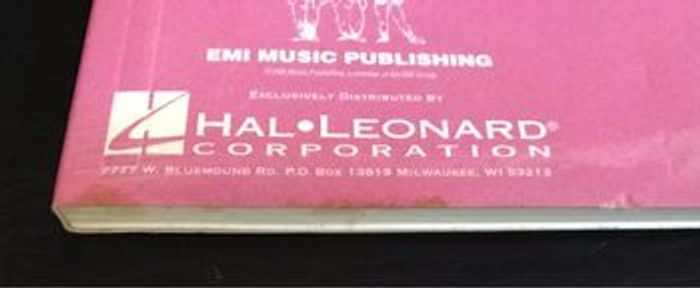 EMI MUSIC PUBLISHING
EXCLUSIVELY DISTRIBUTED BY
HAL•LEONARD®
CORPORATION
7777 W. BLUEMOUND RD. P.O. BOX 13819 MILWAUKEE, WI 53213